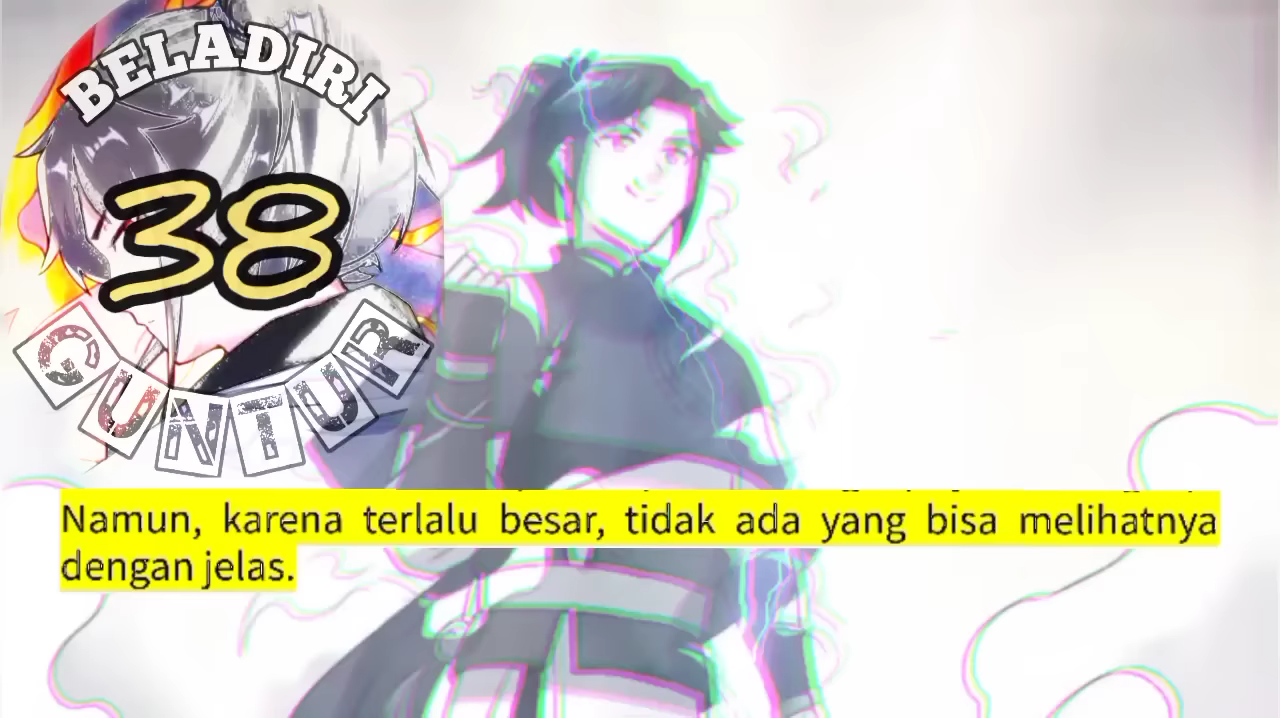 BELADIRI
38
GUNTUR
Namun, karena terlalu besar, tidak ada yang bisa melihatnya
dengan jelas.